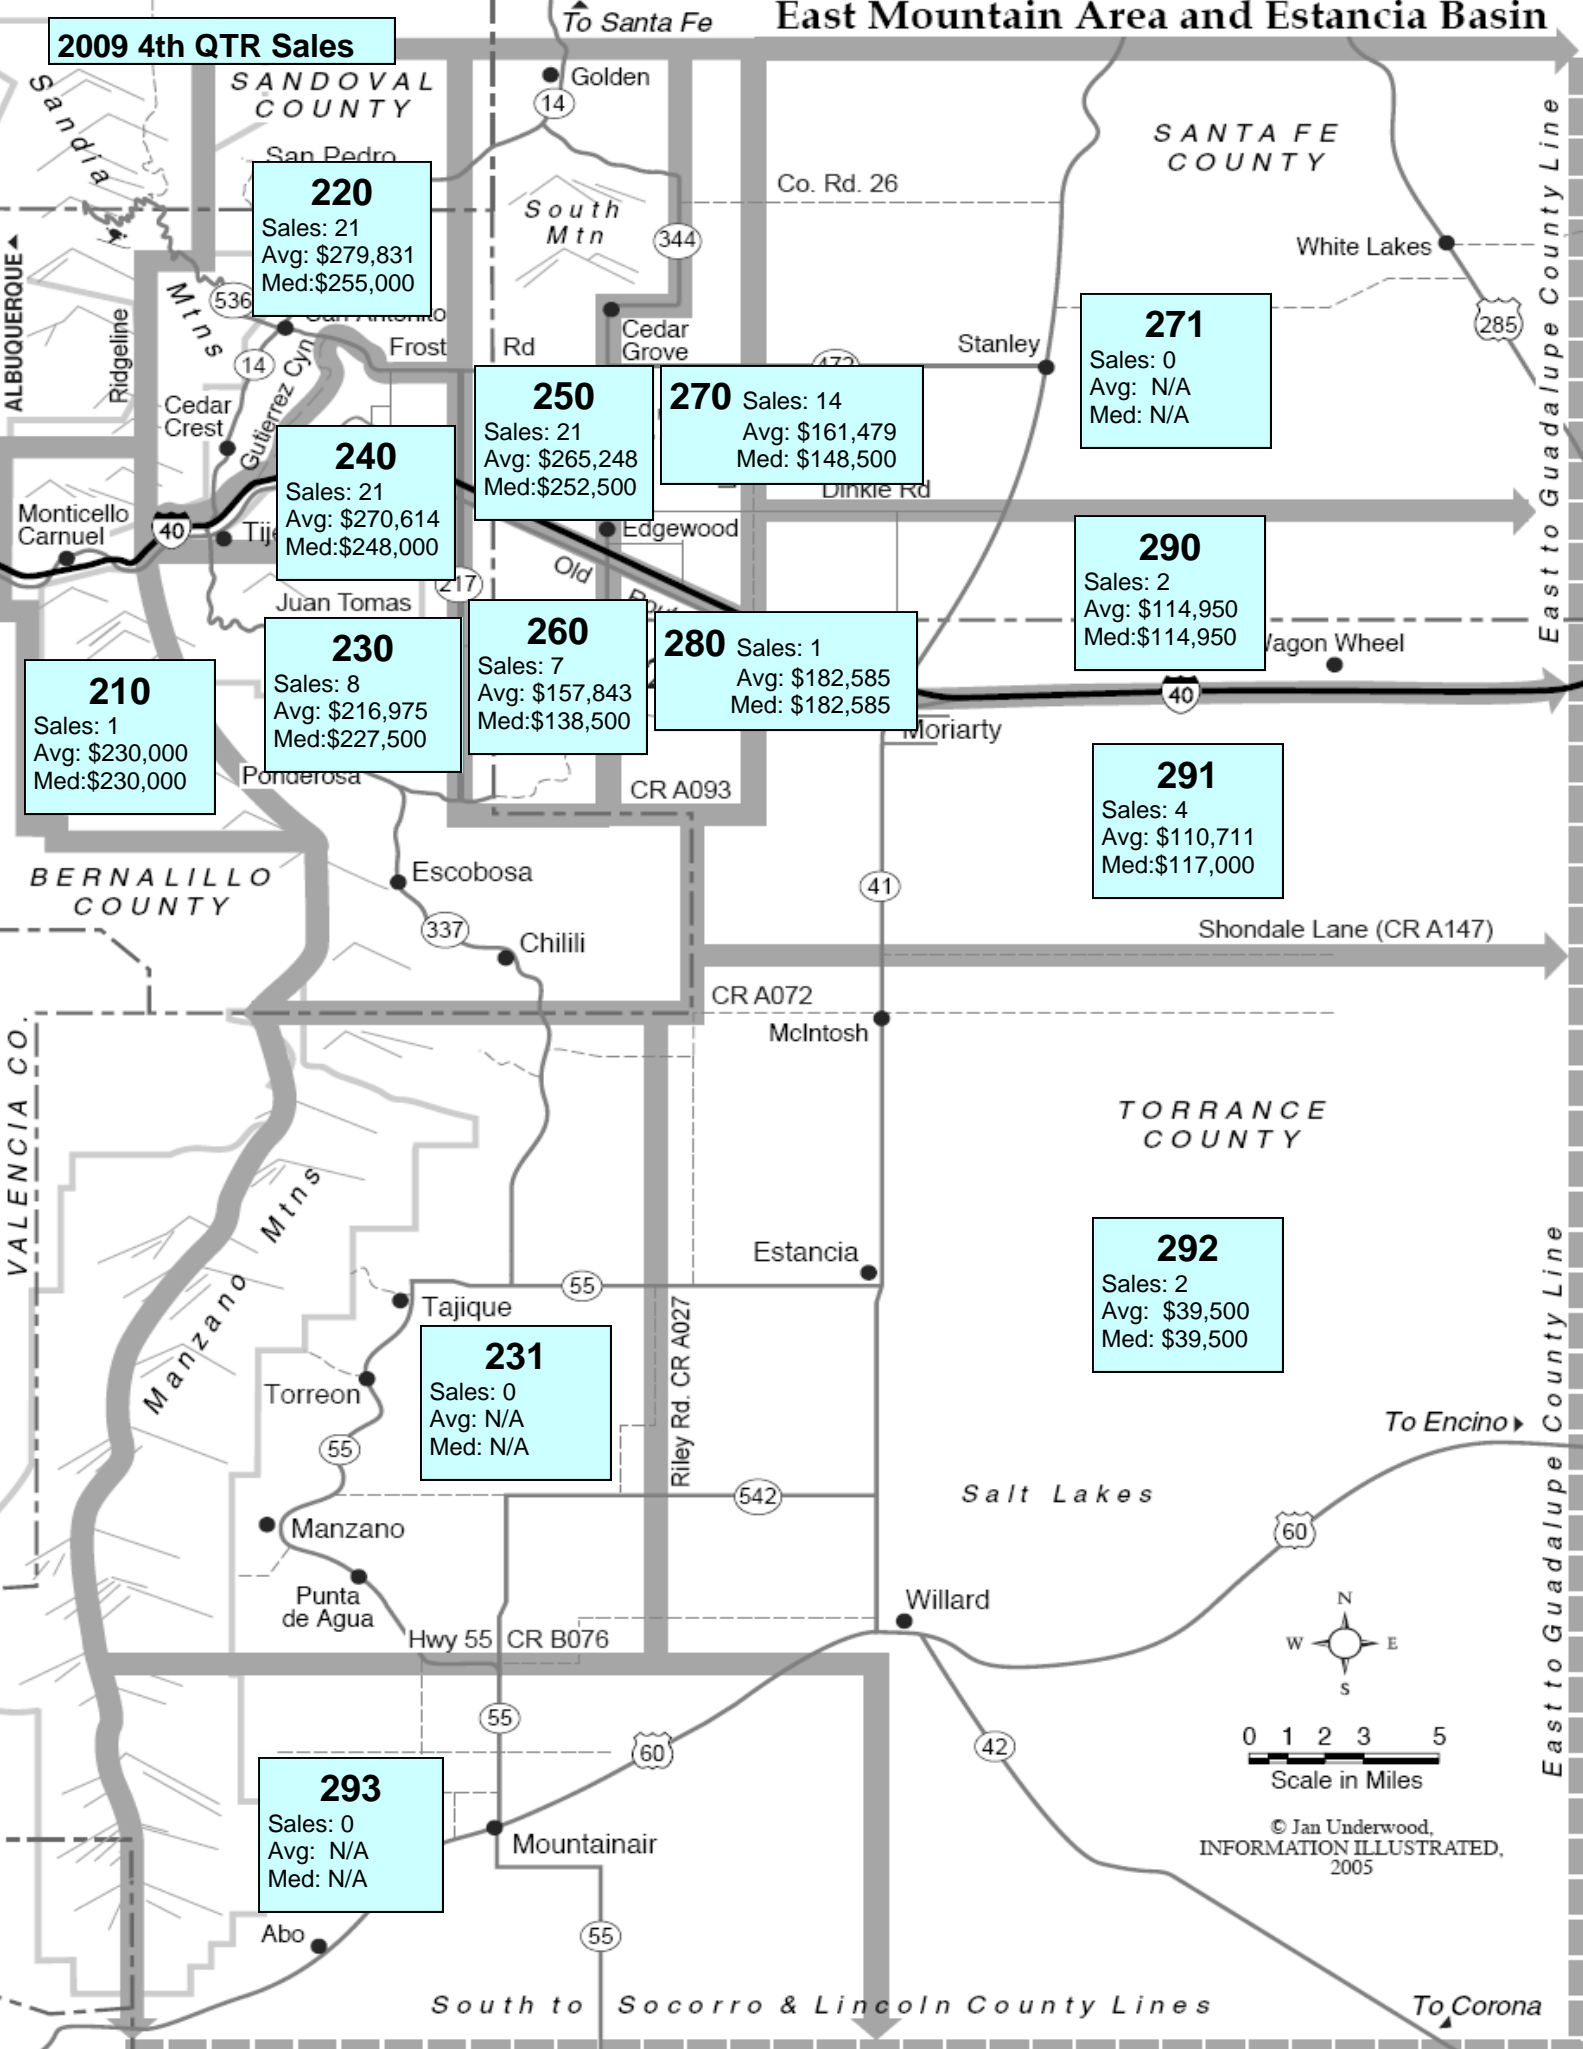 East Mountain Area and Estancia Basin
2009 4th QTR Sales
To Santa Fe
Golden
14
Sandia
Mtns
SANDOVAL
COUNTY
SANTA FE
COUNTY
San Pedro
Co. Rd. 26
South
Mtn
344
220
Sales: 21
Avg: $279,831
Med:$255,000
White Lakes
285
ALBUQUERQUE
Ridgeline
536
San Antonito
14
Frost Rd
Cedar
Grove
472
Stanley
271
Sales: 0
Avg: N/A
Med: N/A
East to Guadalupe County Line
Cedar
Crest
Gutierrez Cyn
250
Sales: 21
Avg: $265,248
Med:$252,500
270 Sales: 14
Avg: $161,479
Med: $148,500
240
Sales: 21
Avg: $270,614
Med:$248,000
Dinkle Rd
Monticello
Carnuel
40
Tije
Edgewood
Old
217
Juan Tomas
290
Sales: 2
Avg: $114,950
Med:$114,950
Wagon Wheel
230
Sales: 8
Avg: $216,975
Med:$227,500
260
Sales: 7
Avg: $157,843
Med:$138,500
280 Sales: 1
Avg: $182,585
Med: $182,585
210
Sales: 1
Avg: $230,000
Med:$230,000
40
Moriarty
Ponderosa
CR A093
291
Sales: 4
Avg: $110,711
Med:$117,000
BERNALILLO
COUNTY
Escobosa
41
337
Chilili
Shondale Lane (CR A147)
CR A072
McIntosh
VALENCIA CO.
TORRANCE
COUNTY
Manzano Mtns
Estancia
292
Sales: 2
Avg: $39,500
Med: $39,500
55
Tajique
Riley Rd. CR A027
231
Sales: 0
Avg: N/A
Med: N/A
Torreon
55
To Encino
East to Guadalupe County Line
542
Salt Lakes
60
Manzano
Punta
de Agua
Willard
Hwy 55 CR B076
N
W E
S
55
60
42
0 1 2 3 5
Scale in Miles
293
Sales: 0
Avg: N/A
Med: N/A
Mountainair
© Jan Underwood,
INFORMATION ILLUSTRATED,
2005
Abo
55
South to Socorro & Lincoln County Lines
To Corona